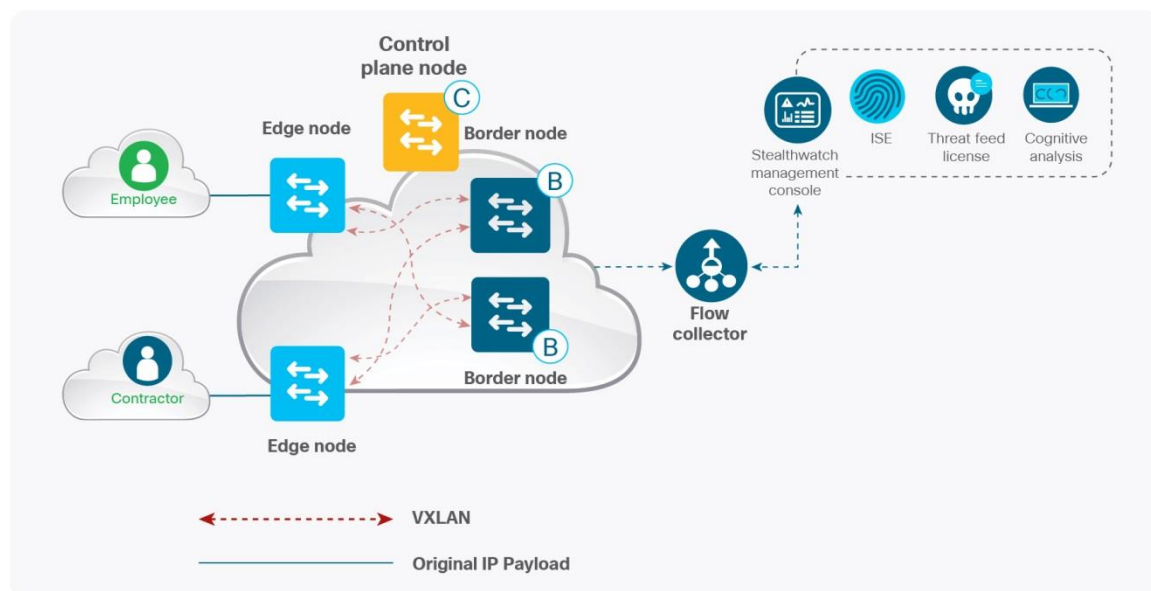 Control
plane node
C
Edge node
Border node
B
Employee
Stealthwatch
management
console
ISE
Threat feed
license
Cognitive
analysis
Flow
collector
B
Border node
Contractor
Edge node
VXLAN
Original IP Payload